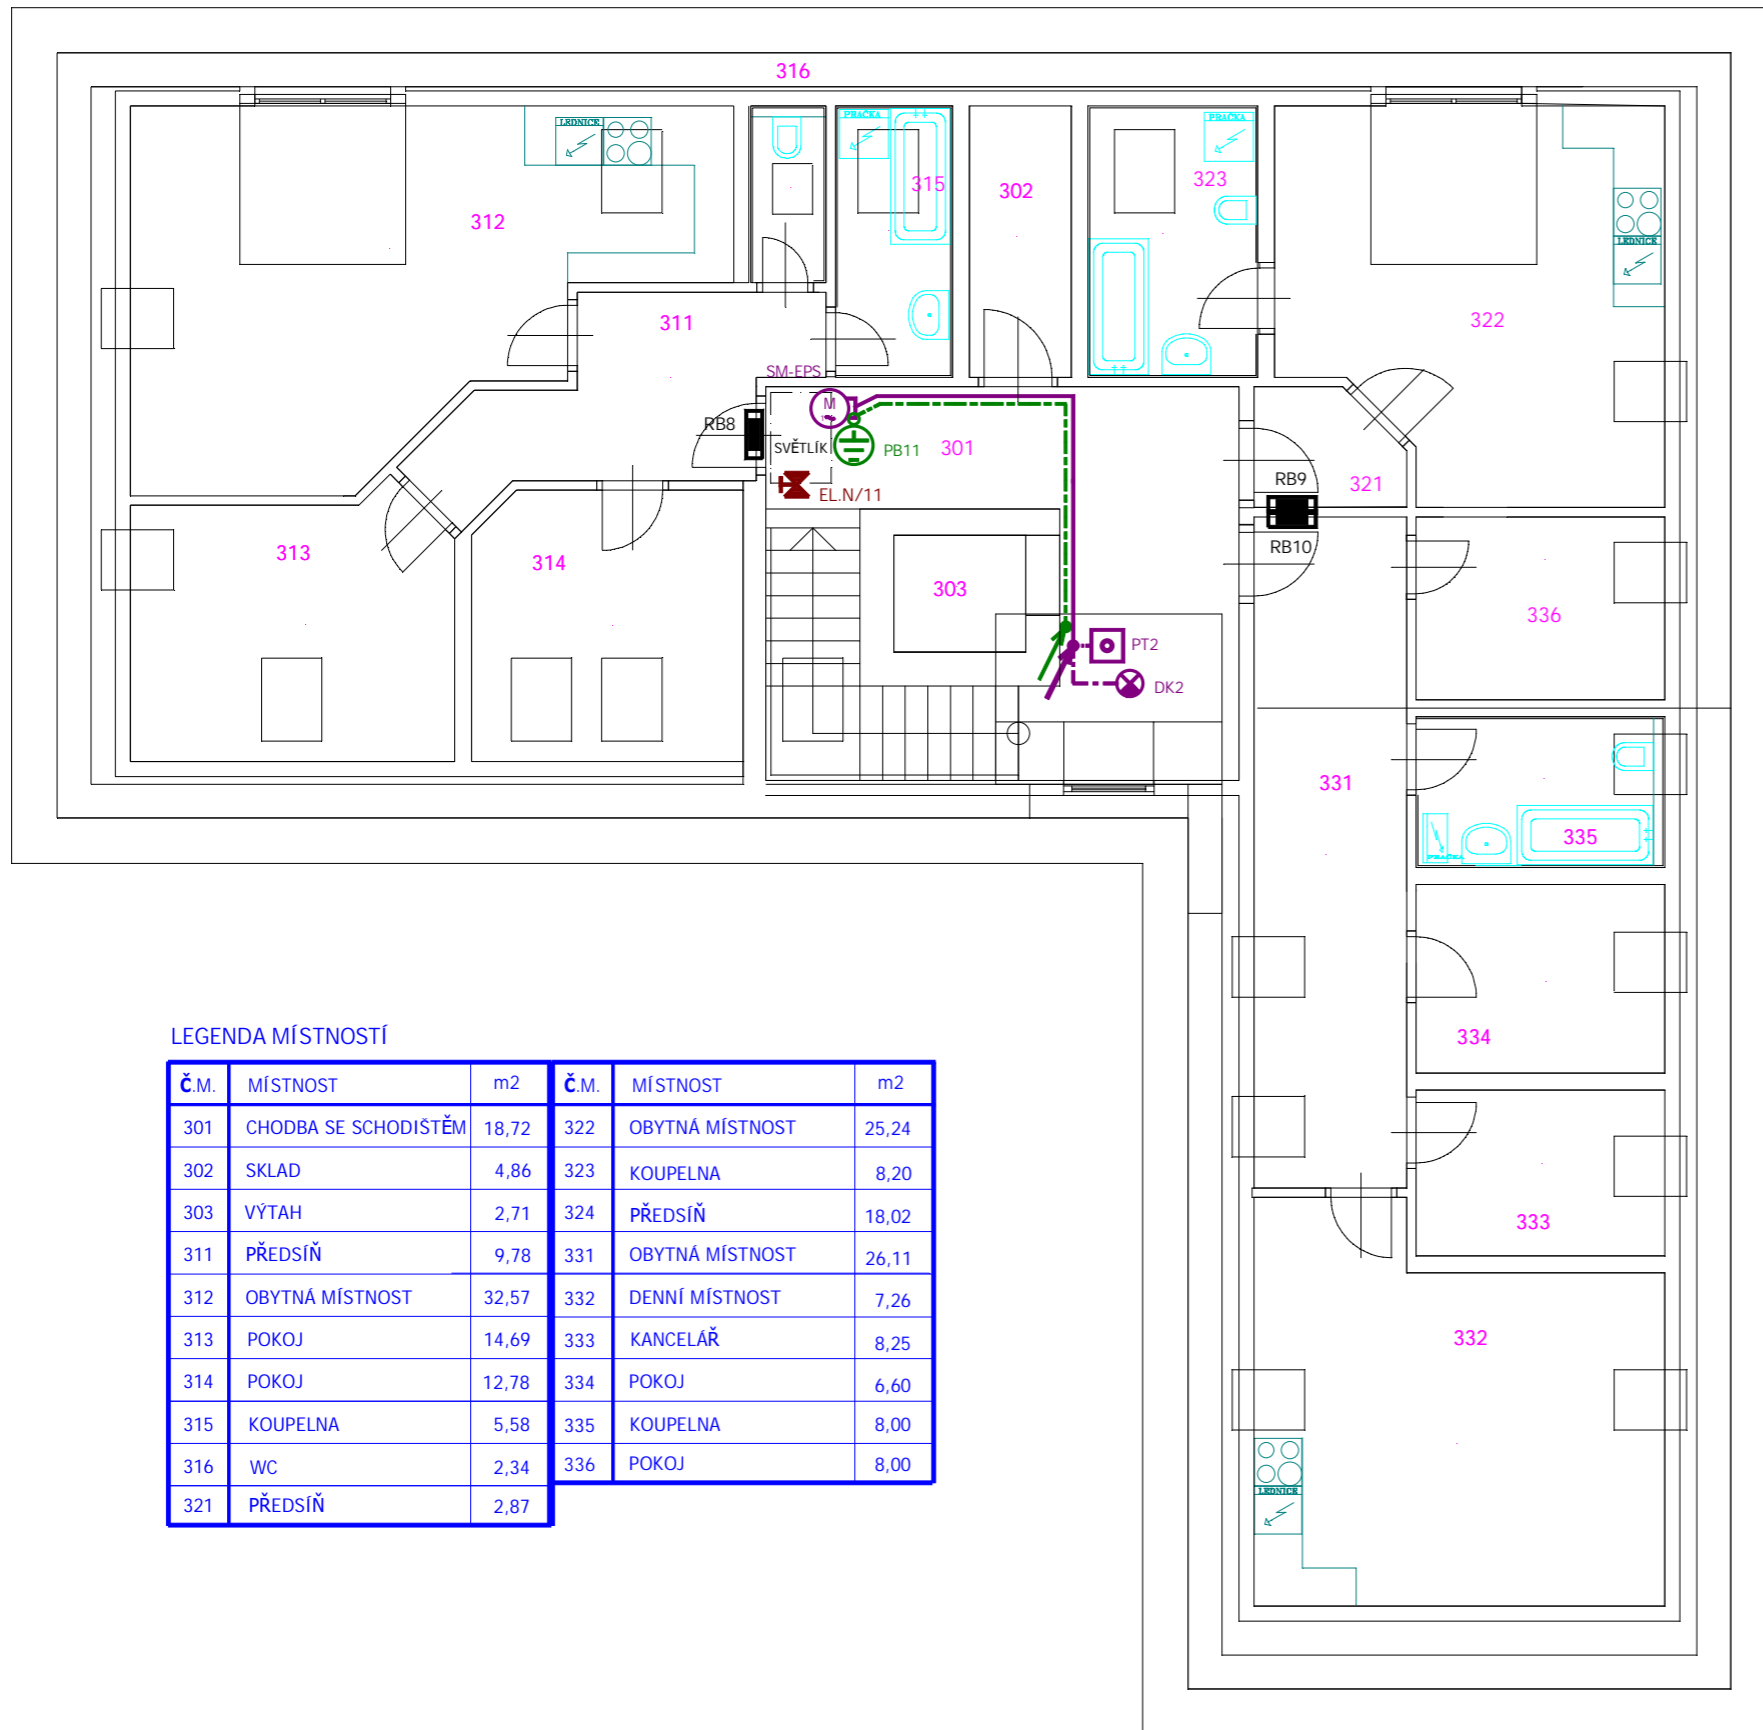 316
LEDNICE
PRAČKA
315
302
PRAČKA
323
312
LEDNICE
311
322
SM-EPS
M
RB8
SVĚTLÍK
PB11
301
EL.N/11
RB9
321
RB10
313
314
303
336
PT2
DK2
331
335
PRAČKA
334
333
332
LEDNICE
LEGENDA MÍSTNOSTÍ
Č.M. MÍSTNOST m2 Č.M. MÍSTNOST m2
301 CHODBA SE SCHODIŠTĚM 18,72 322 OBYTNÁ MÍSTNOST 25,24
302 SKLAD 4,86 323 KOUPELNA 8,20
303 VÝTAH 2,71 324 PŘEDSÍŇ 18,02
311 PŘEDSÍŇ 9,78 331 OBYTNÁ MÍSTNOST 26,11
312 OBYTNÁ MÍSTNOST 32,57 332 DENNÍ MÍSTNOST 7,26
313 POKOJ 14,69 333 KANCELÁŘ 8,25
314 POKOJ 12,78 334 POKOJ 6,60
315 KOUPELNA 5,58 335 KOUPELNA 8,00
316 WC 2,34 336 POKOJ 8,00
321 PŘEDSÍŇ 2,87